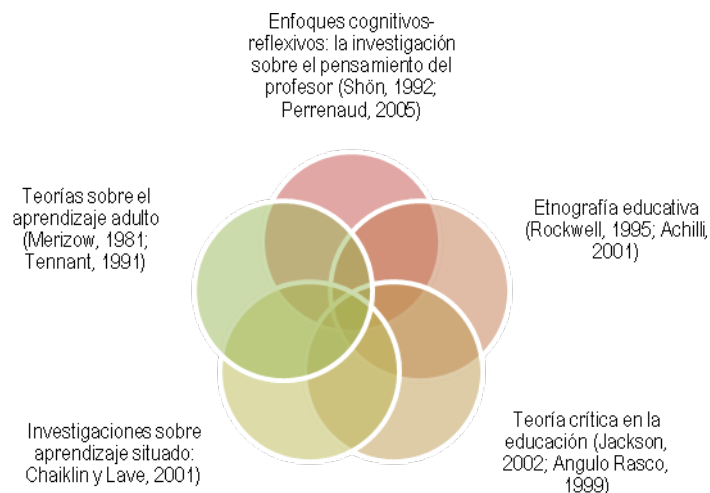 Enfoques cognitivos-
reflexivos: la investigación
sobre el pensamiento del
profesor (Shön, 1992;
Perrenaud, 2005)
Etnografía educativa
(Rockwell, 1995; Achilli,
2001)
Teoría crítica en la
educación (Jackson,
2002; Angulo Rasco,
1999)
Investigaciones sobre
aprendizaje situado:
Chaiklin y Lave, 2001)
Teorías sobre el
aprendizaje adulto
(Merizow, 1981;
Tennant, 1991)